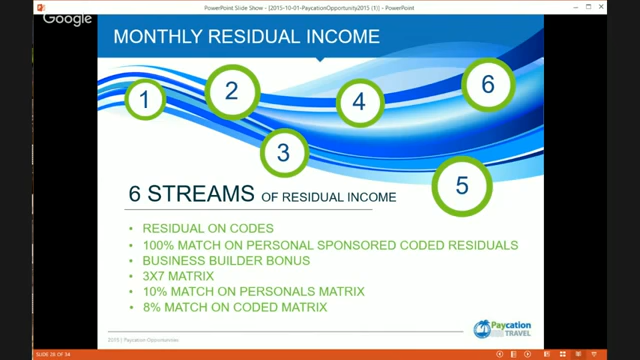 PowerPoint Slide Show - [2015-10-01-PaycationOpportunity2015 (1)] - PowerPoint
Google
MONTHLY RESIDUAL INCOME
1
2
3
4
5
6
6 STREAMS OF RESIDUAL INCOME
• RESIDUAL ON CODES
• 100% MATCH ON PERSONAL SPONSORED CODED RESIDUALS
• BUSINESS BUILDER BONUS
• 3X7 MATRIX
• 10% MATCH ON PERSONALS MATRIX
• 8% MATCH ON CODED MATRIX
2015 | Paycation Opportunities
Paycation
TRAVEL
SLIDE 28 OF 34